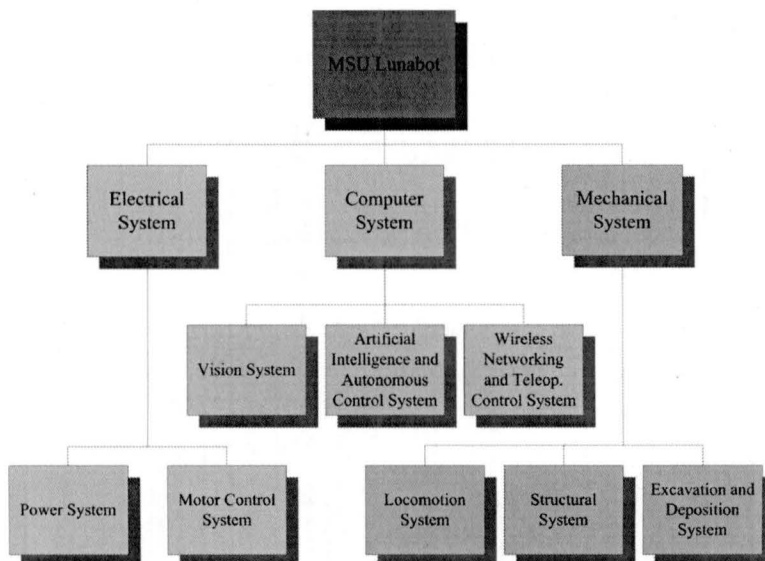 MSU Lunabot
Electrical
System
Computer
System
Mechanical
System
Vision System
Artificial
Intelligence and
Autonomous
Control System
Wireless
Networking
and Teleop.
Control System
Power System
Motor Control
System
Locomotion
System
Structural
System
Excavation and
Deposition
System